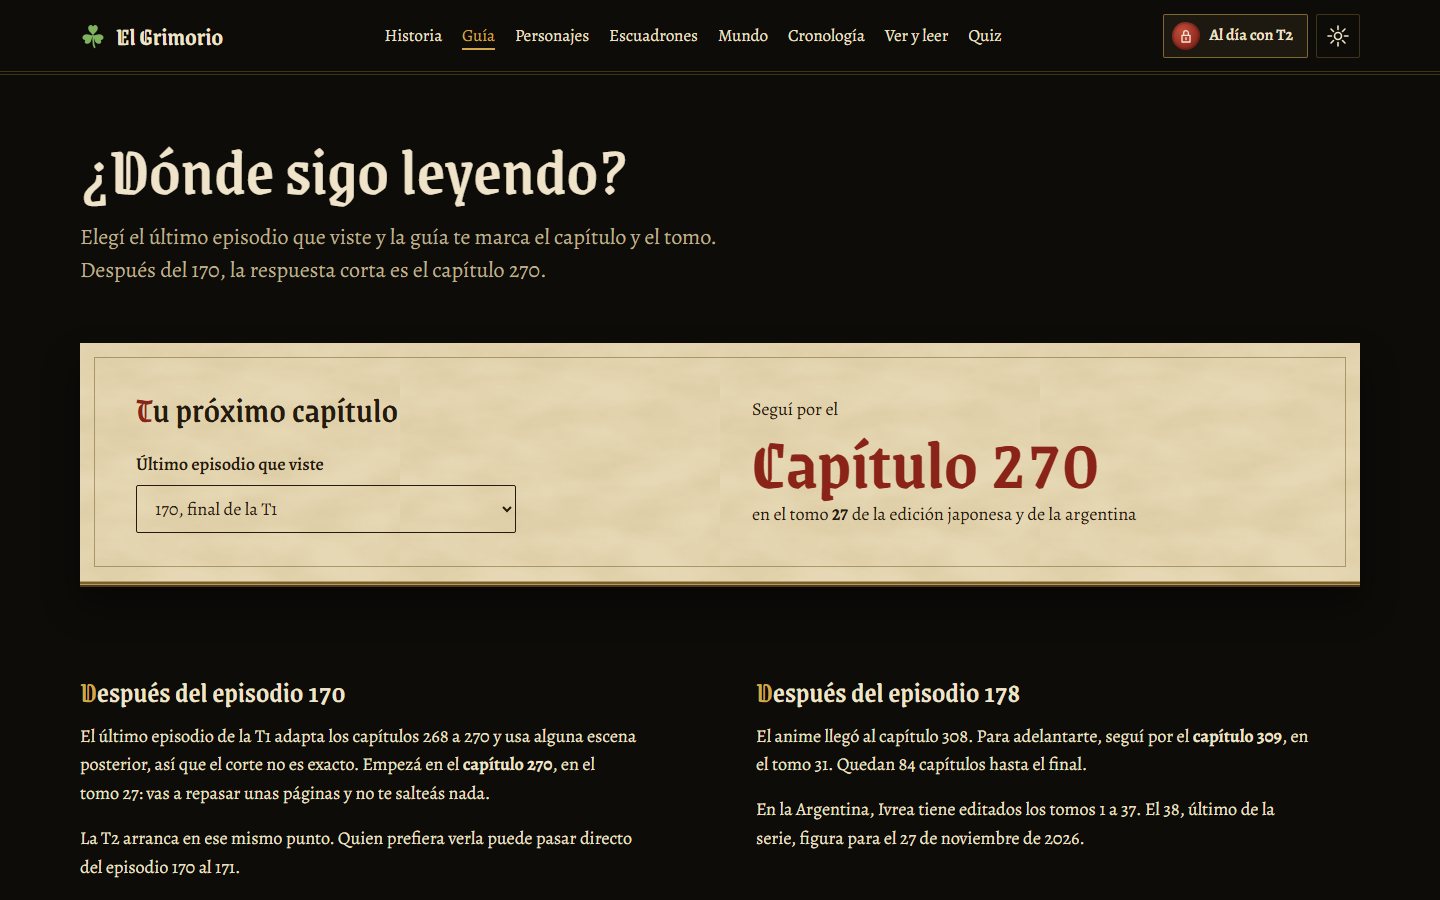 El Grimorio
Historia
Guía
Personajes
Escuadrones
Mundo
Cronología
Ver y leer
Quiz
Al día con T2
¿Dónde sigo leyendo?
Elegí el último episodio que viste y la guía te marca el capítulo y el tomo.
Después del 170, la respuesta corta es el capítulo 270.
Tu próximo capítulo
Último episodio que viste
170, final de la T1
Seguí por el
Capítulo 270
en el tomo 27 de la edición japonesa y de la argentina
Después del episodio 170
El último episodio de la T1 adapta los capítulos 268 a 270 y usa alguna escena
posterior, así que el corte no es exacto. Empezá en el capítulo 270, en el
tomo 27: vas a repasar unas páginas y no te salteás nada.
La T2 arranca en ese mismo punto. Quien prefiera verla puede pasar directo
del episodio 170 al 171.
Después del episodio 178
El anime llegó al capítulo 308. Para adelantarte, seguí por el capítulo 309, en
el tomo 31. Quedan 84 capítulos hasta el final.
En la Argentina, Ivrea tiene editados los tomos 1 a 37. El 38, último de la
serie, figura para el 27 de noviembre de 2026.